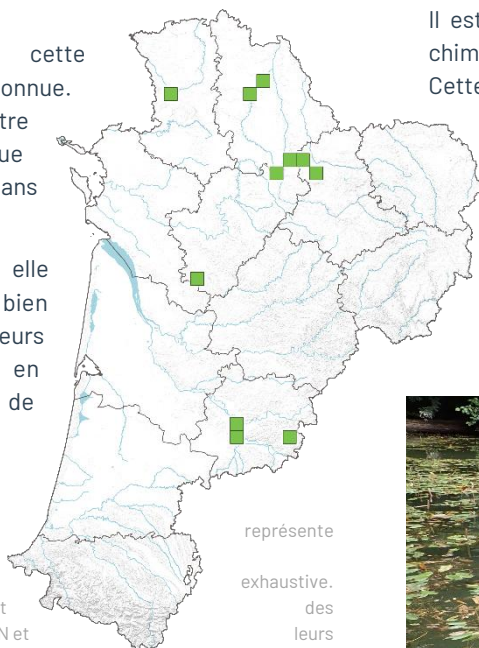 cette
onnue.
tre
ue
ans
elle
bien
eurs
en
de
t
N et
Il est
chim
Cette
représente
exhaustive.
des
leurs